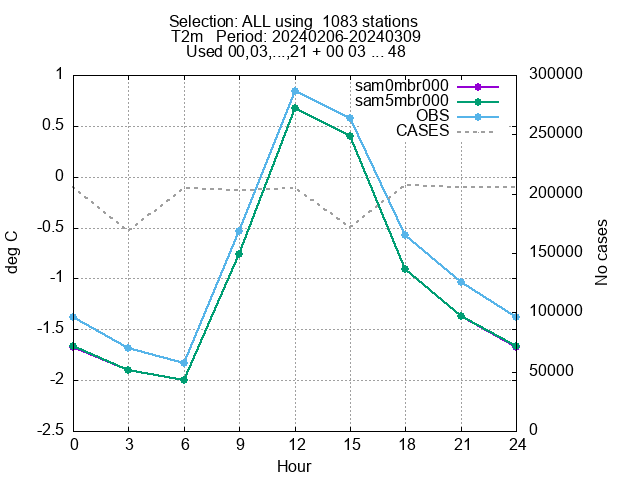 Selection: ALL using  1083 stations
T2m   Period: 20240206-20240309
Used 00,03,...,21 + 00 03 ... 48
sam0mbr000
sam5mbr000
OBS
CASES
1
0.5
0
-0.5
-1
-1.5
-2
-2.5
deg C
300000
250000
200000
150000
100000
50000
0
No cases
0 3 6 9 12 15 18 21 24
Hour